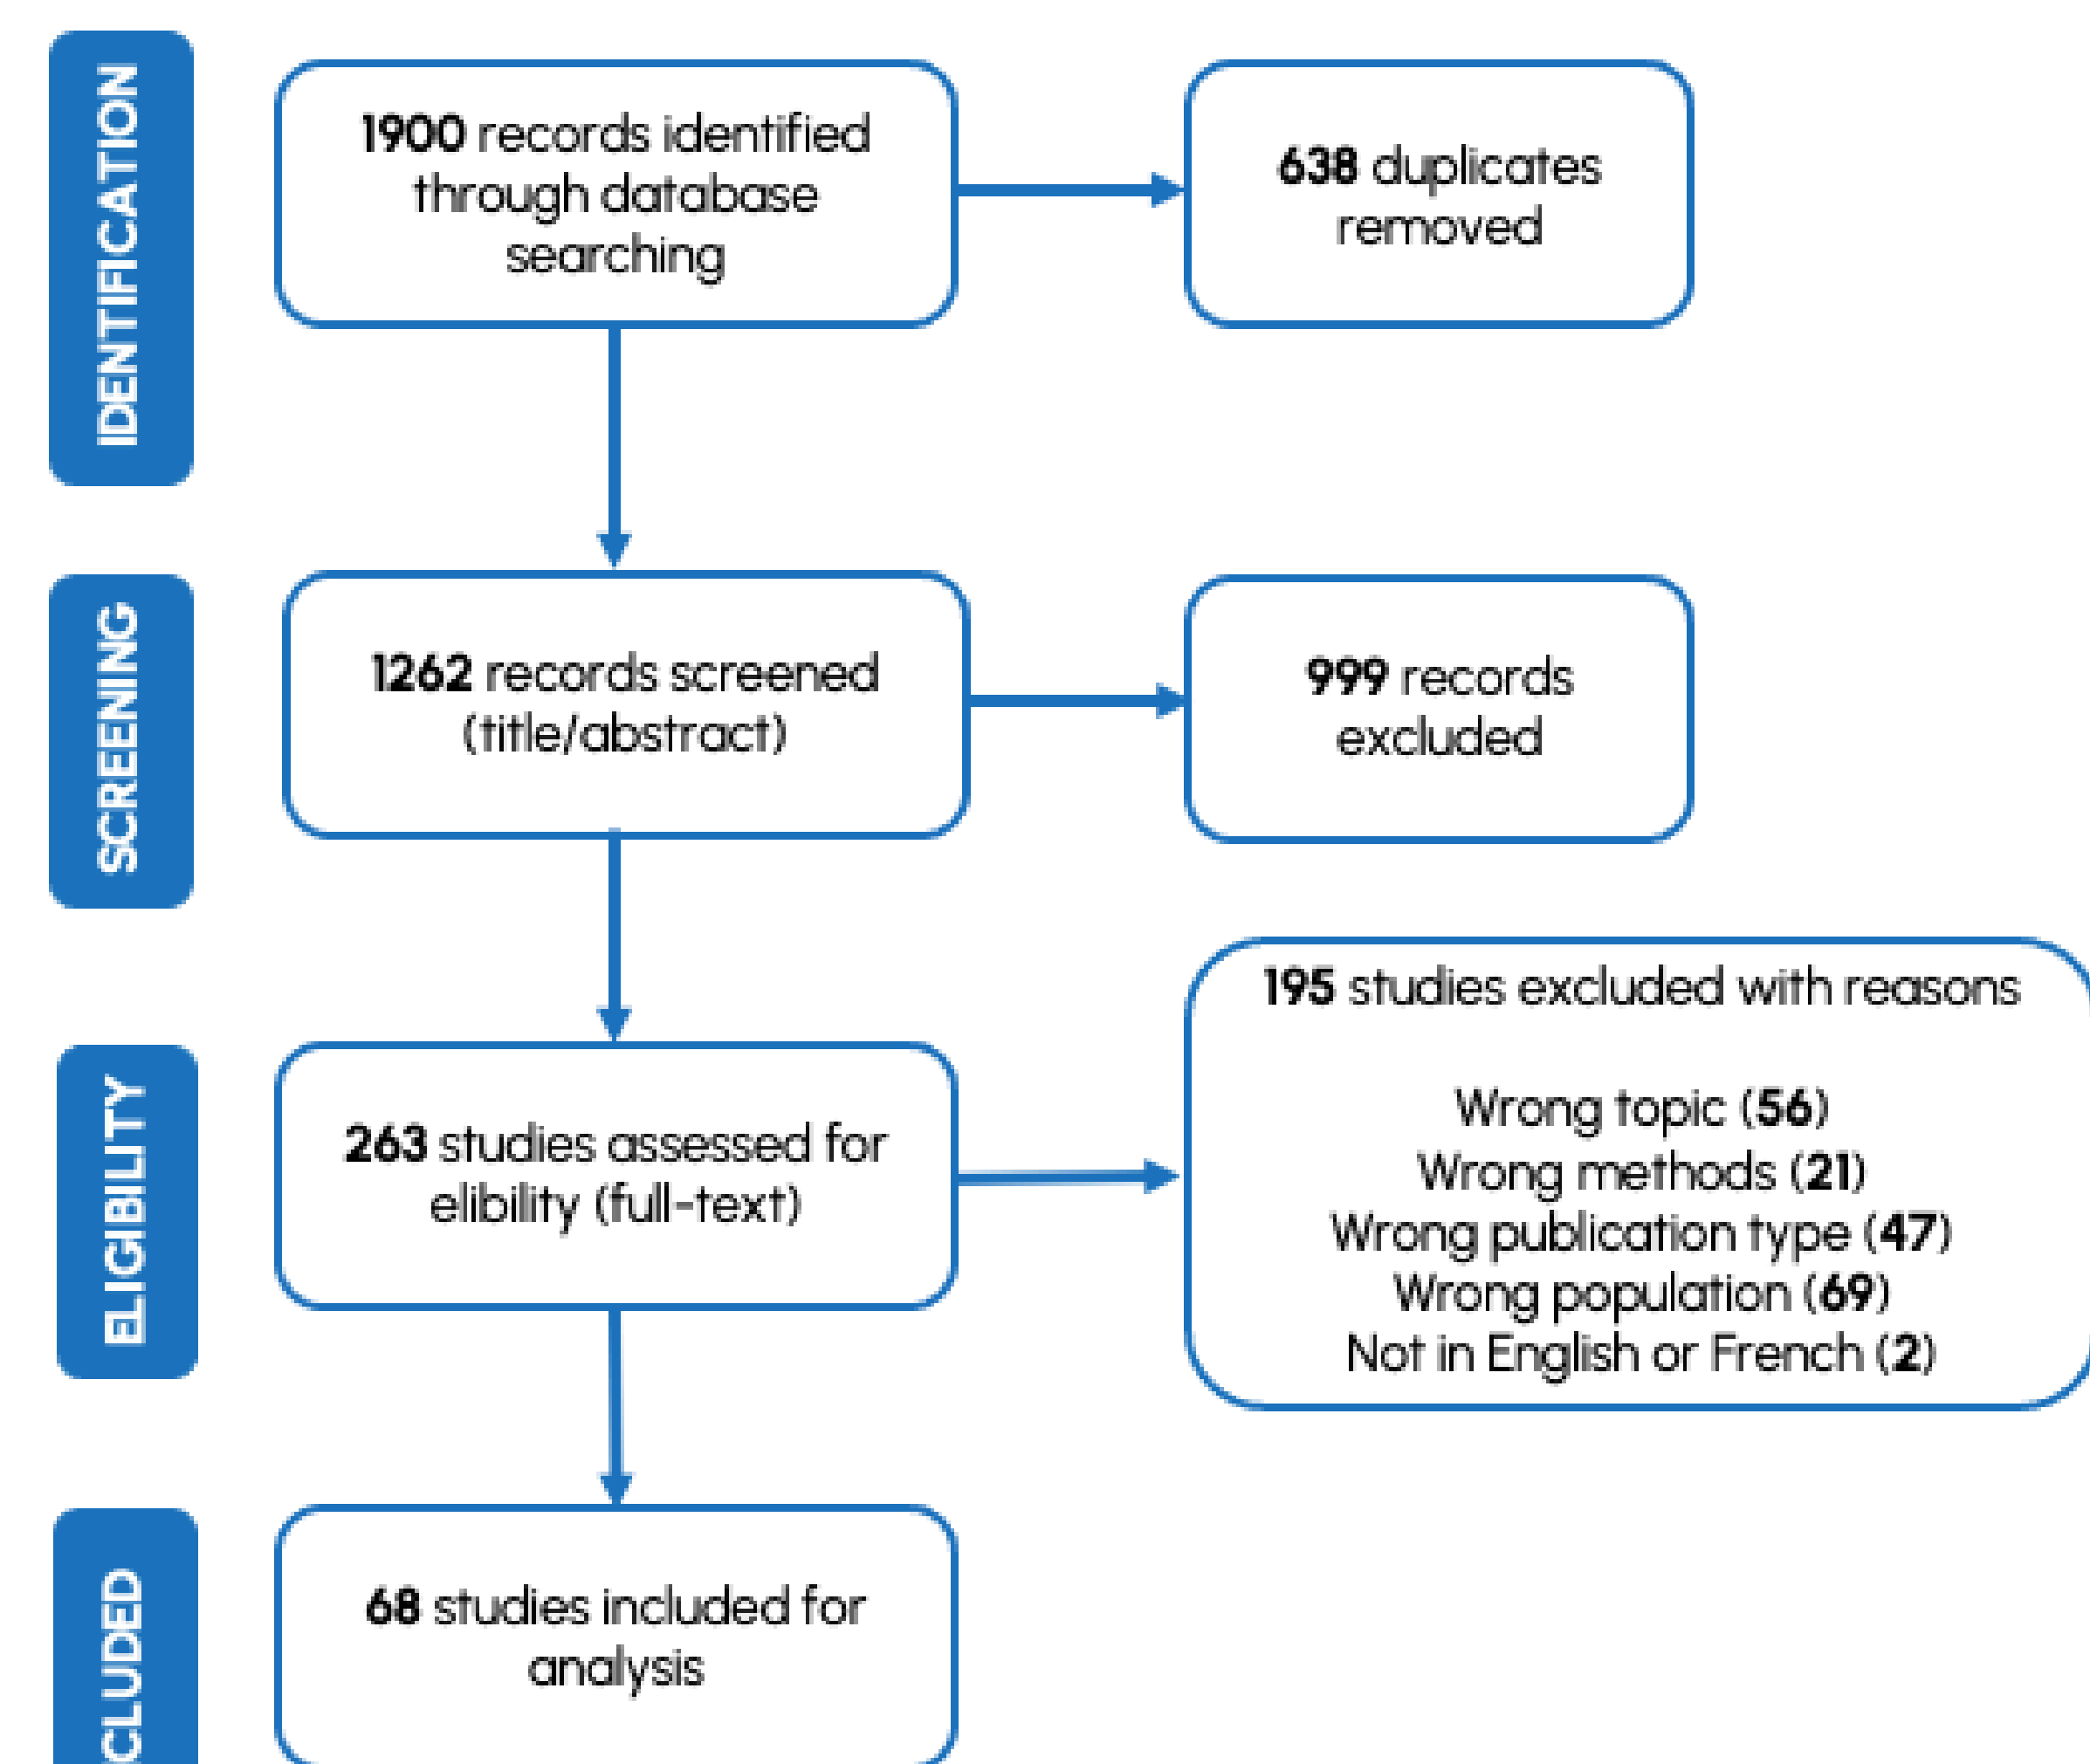 IDENTIFICATION
1900 records identified
through database
searching
638 duplicates
removed
SCREENING
1262 records screened
(title/abstract)
999 records
excluded
ELIGIBILITY
263 studies assessed for
elibility (full-text)
195 studies excluded with reasons
Wrong topic (56)
Wrong methods (21)
Wrong publication type (47)
Wrong population (69)
Not in English or French (2)
CLUDED
68 studies included for
analysis